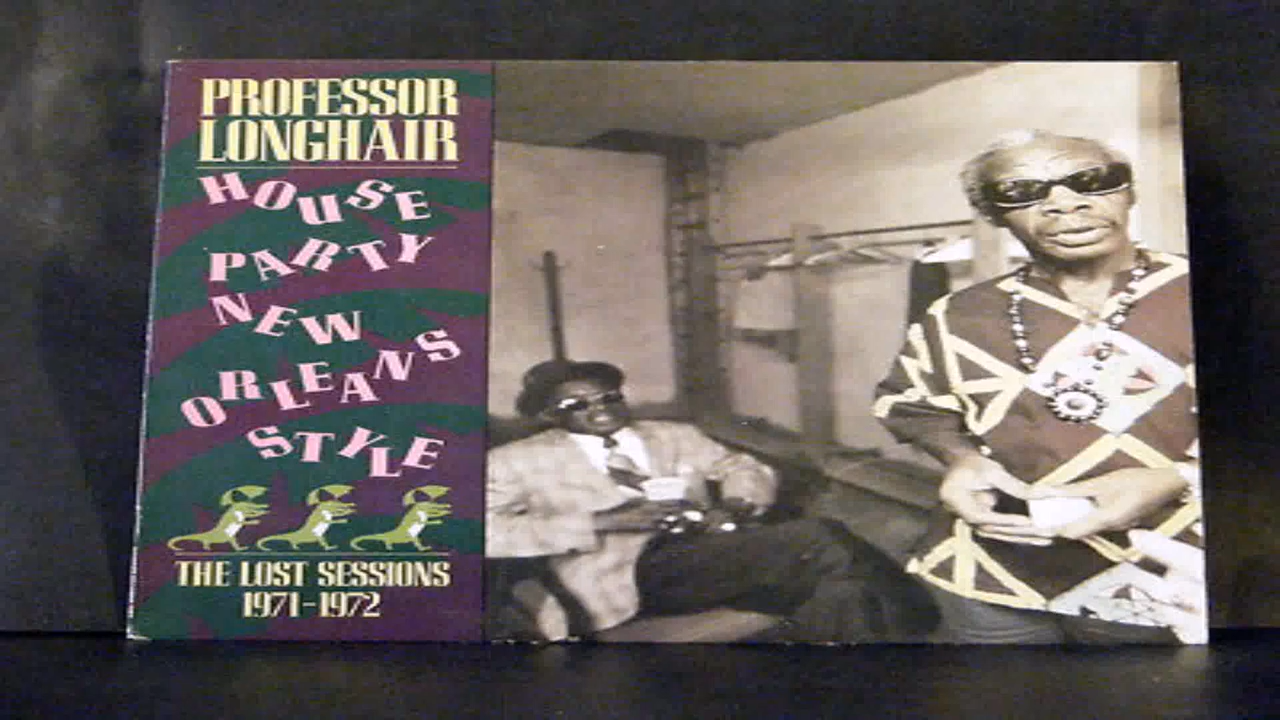 PROFESSOR
LONGHAIR
HOUSE
PARTY
NEW
ORLEANS
STYLE
THE LOST SESSIONS
1971-1972